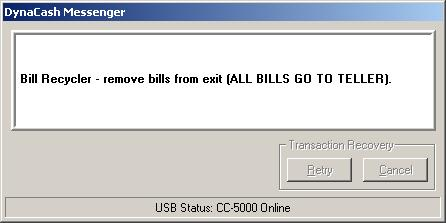 DynaCash Messenger
Bill Recycler - remove bills from exit (ALL BILLS GO TO TELLER).
Transaction Recovery
Retry
Cancel
USB Status: CC-5000 Online